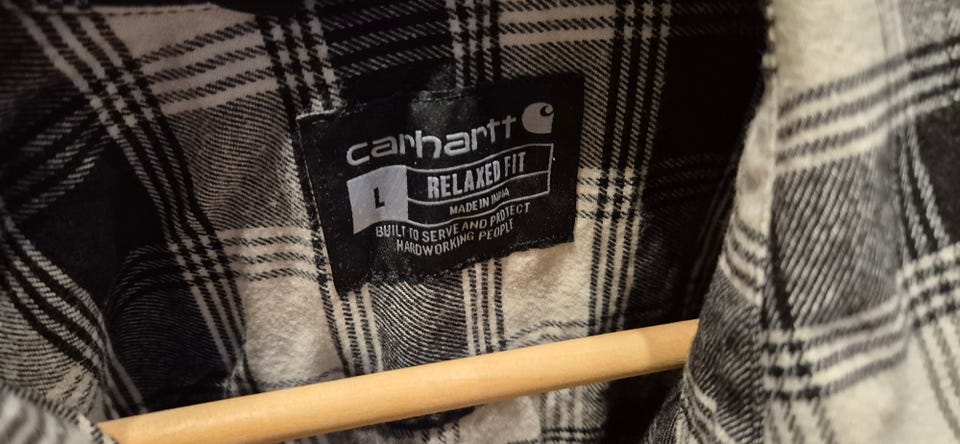 carhartt
L
RELAXED FIT
MADE IN INDIA
BUILT TO SERVE AND PROTECT
HARDWORKING PEOPLE